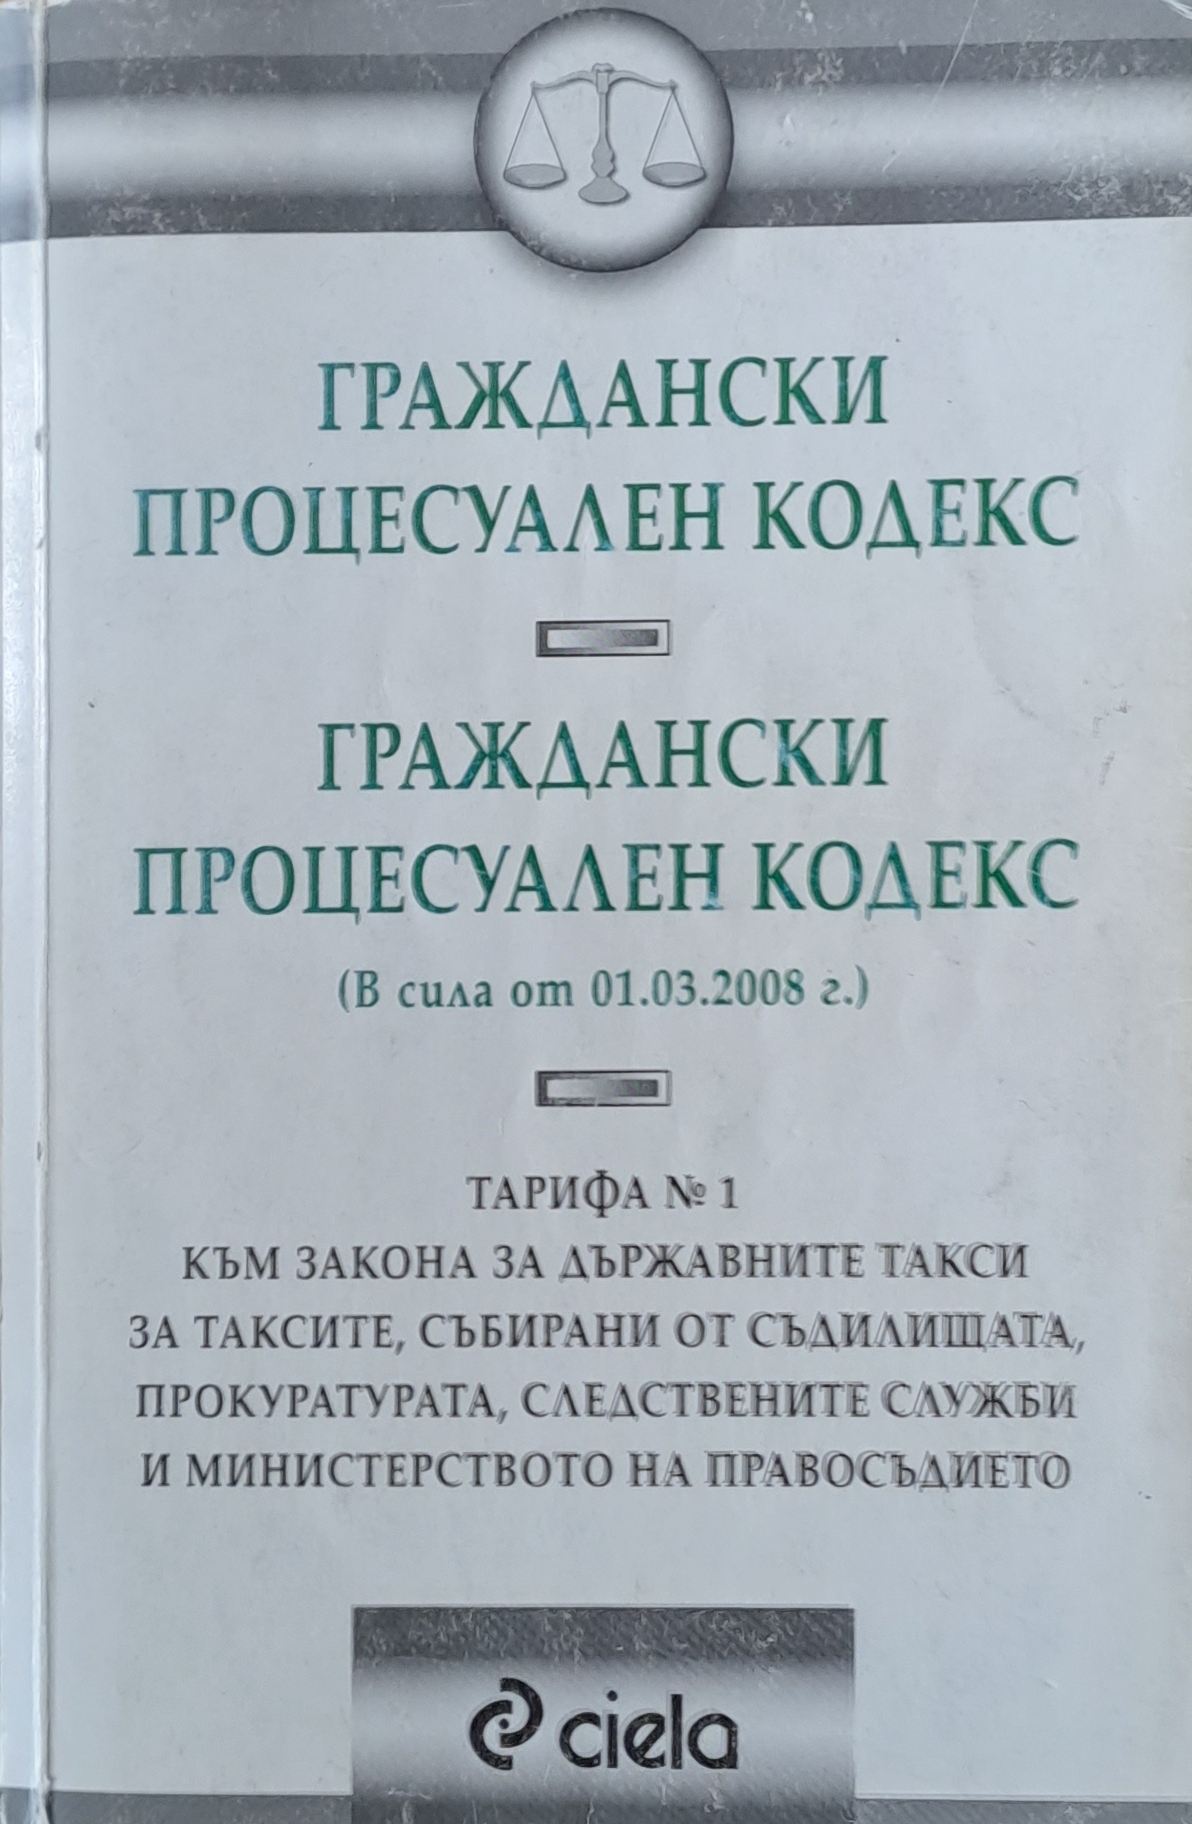 ГРАЖДАНСКИ
ПРОЦЕСУАЛЕН КОДЕКС
ГРАЖДАНСКИ
ПРОЦЕСУАЛЕН КОДЕКС
(В сила от 01.03.2008 г.)
ТАРИФА № 1
КЪМ ЗАКОНА ЗА ДЪРЖАВНИТЕ ТАКСИ
ЗА ТАКСИТЕ, СЪБИРАНИ ОТ СЪДИЛИЩАТА,
ПРОКУРАТУРАТА, СЛЕДСТВЕНИТЕ СЛУЖБИ
И МИНИСТЕРСТВОТО НА ПРАВОСЪДИЕТО
ciela